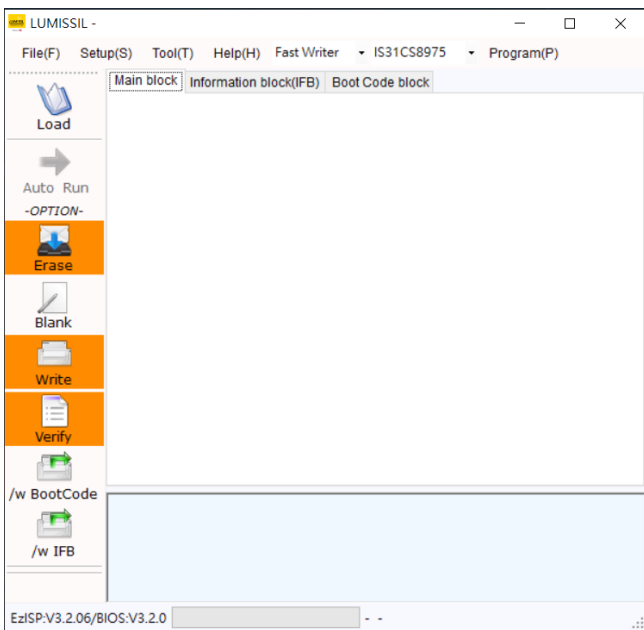 LUMISSIL -
File(F) Setup(S) Tool(T) Help(H) Fast Writer IS31CS8975 Program(P)
Main block Information block(IFB) Boot Code block
Load
Auto Run
-OPTION-
Erase
Blank
Write
Verify
/w BootCode
/w IFB
EzISP:V3.2.06/BIOS:V3.2.0 - -